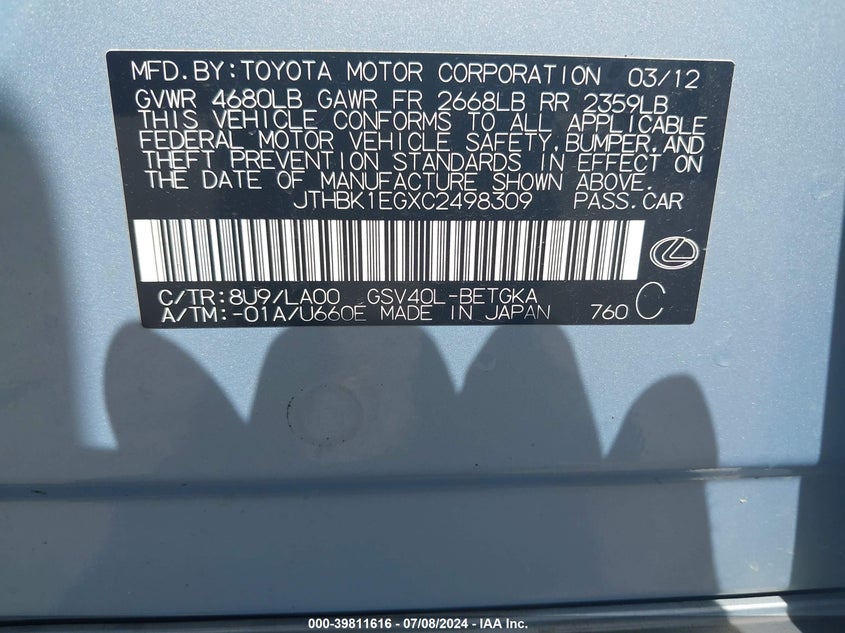 MFD.BY:TOYOTA MOTOR CORPORATION 03/12
GVWR 4680LB GAWR FR 2668LB RR 2359LB
THIS VEHICLE CONFORMS TO ALL APPLICABLE
FEDERAL MOTOR VEHICLE SAFETY,BUMPER,AND
THEFT PREVENTION STANDARDS IN EFFECT ON
THE DATE OF MANUFACTURE SHOWN ABOVE.
JTHBK1EGXC2498309 PASS.CAR
C/TR:8U9/LA00 GSV40L-BETGKA
A/TM:-01A/U660E MADE IN JAPAN 760 C
000-39811616 - 07/08/2024 - IAA Inc.